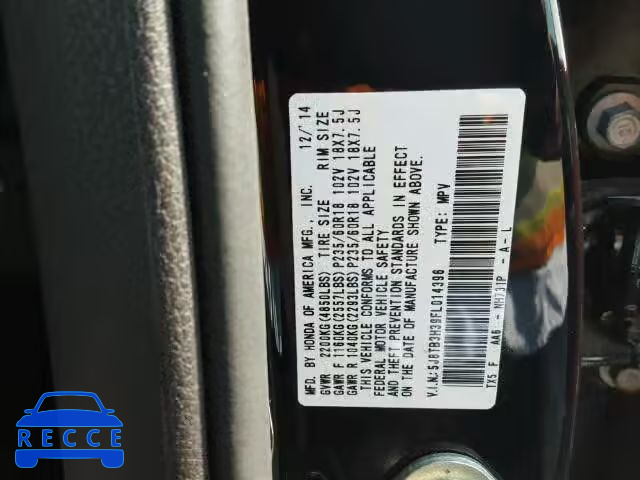 MFD. BY HONDA OF AMERICA MFG., INC. 12/'14
GVWR 2200KG(4850LBS) TIRE SIZE RIM SIZE
GAWR F 1160KG(2557LBS) P235/60R18 102V 18X7.5J
GAWR R 1040KG(2293LBS) P235/60R18 102V 18X7.5J
THIS VEHICLE CONFORMS TO ALL APPLICABLE
FEDERAL MOTOR VEHICLE SAFETY
AND THEFT PREVENTION STANDARDS IN EFFECT
ON THE DATE OF MANUFACTURE SHOWN ABOVE.
V.I.N.:5J8TB3H39FL014396 TYPE: MPV
TX5 F AA6 - NH731P - A - L